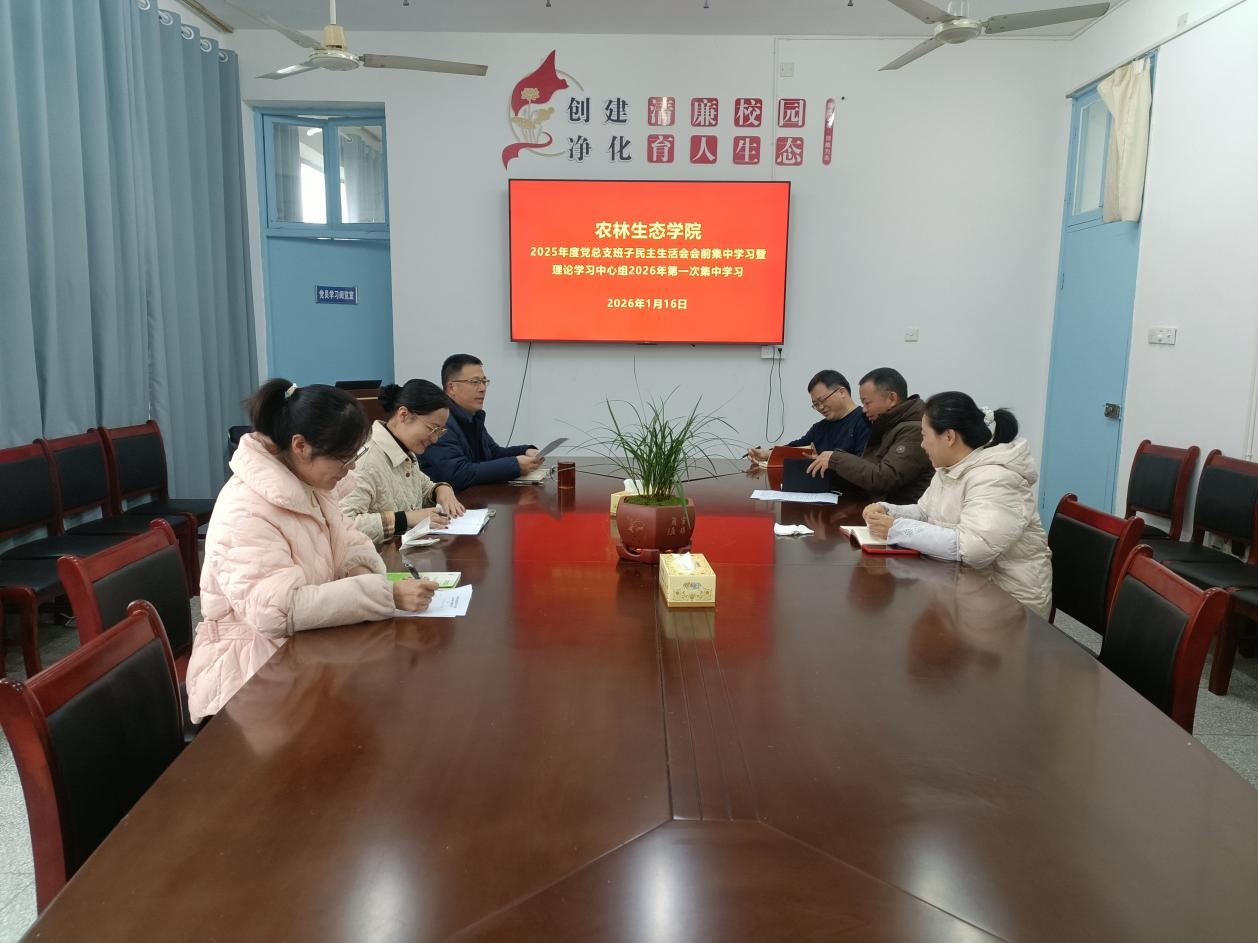 创建 清廉校园
净化 育人生态
农林生态学院
2025年度党总支班子民主生活会会前集中学习暨
理论学习中心组2026年第一次集中学习
2026年1月16日
党员学习阅览室